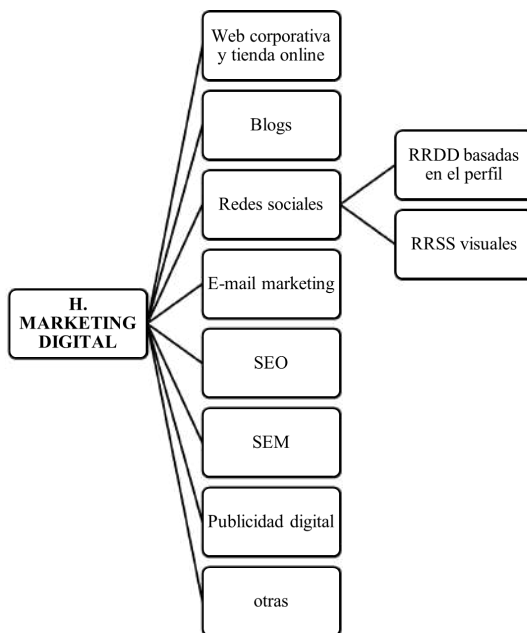 Web corporativa
y tienda online
Blogs
Redes sociales
RRDD basadas
en el perfil
RRSS visuales
H.
MARKETING
DIGITAL
E-mail marketing
SEO
SEM
Publicidad digital
otras